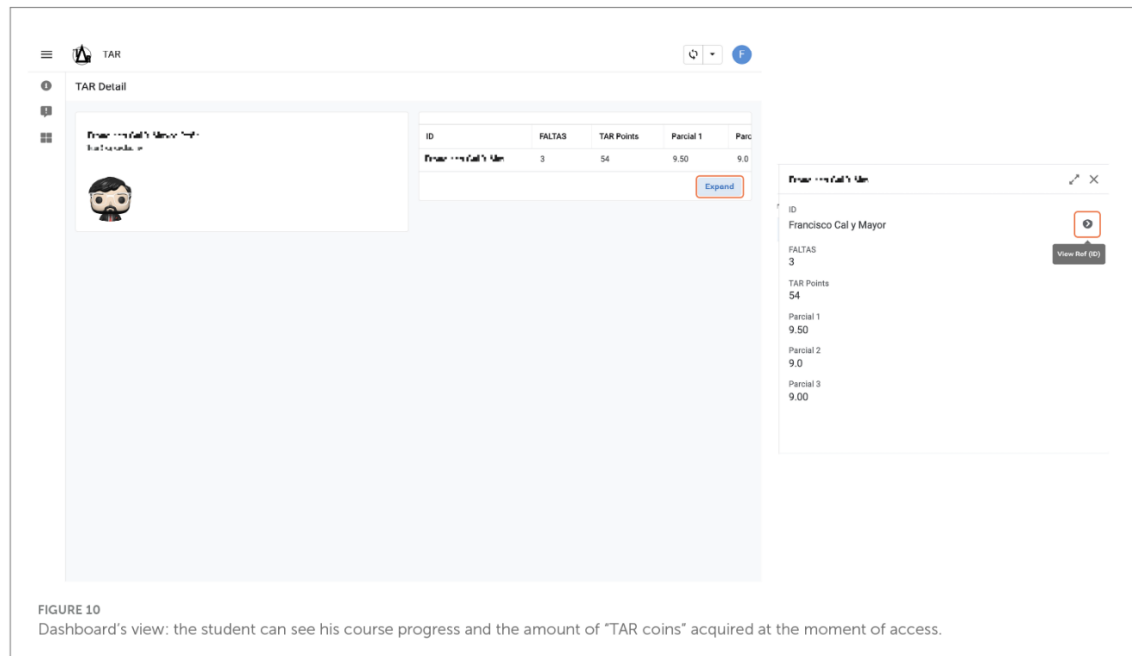 TAR
F
TAR Detail
ID FALTAS TAR Points Parcial 1 Parc
3 54 9.50 9.0
Expand
ID
Francisco Cal y Mayor
View Ref (ID)
FALTAS
3
TAR Points
54
Parcial 1
9.50
Parcial 2
9.0
Parcial 3
9.00
FIGURE 10
Dashboard's view: the student can see his course progress and the amount of "TAR coins" acquired at the moment of access.